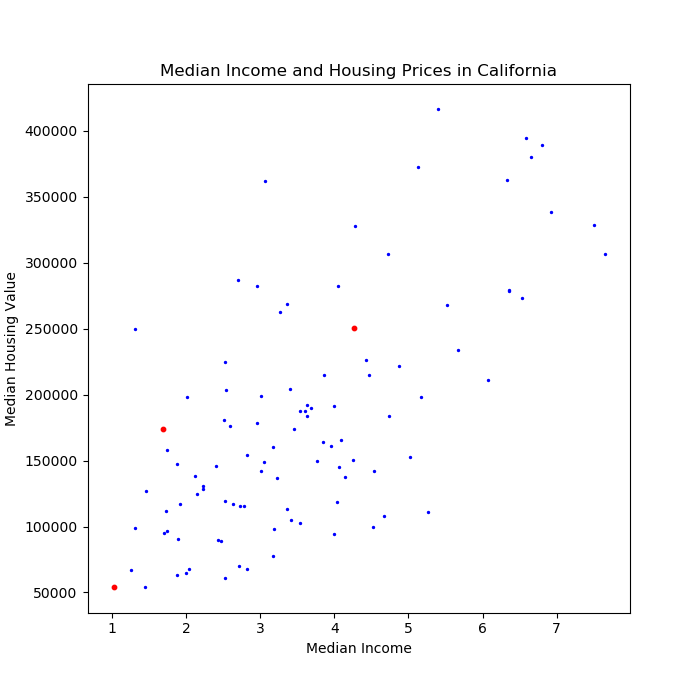 Median Income and Housing Prices in California
400000
350000
300000
250000
200000
150000
100000
50000
Median Housing Value
1 2 3 4 5 6 7
Median Income